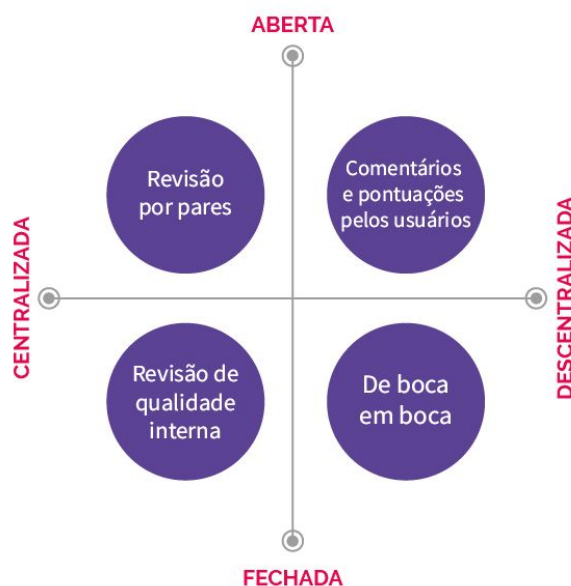 ABERTA
Revisão
por pares
Comentários
e pontuações
pelos usuários
CENTRALIZADA
DESCENTRALIZADA
Revisão de
qualidade
interna
De boca
em boca
FECHADA